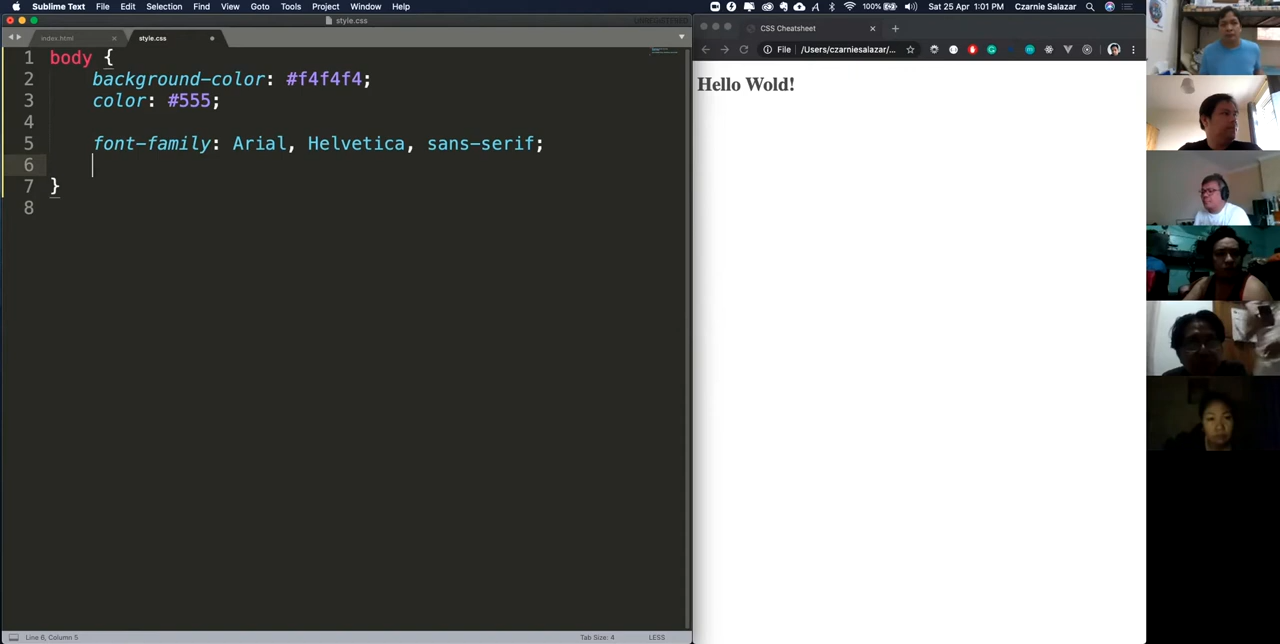 Sublime Text File Edit Selection Find View Goto Tools Project Window Help 100% Sat 25 Apr 1:01 PM Czarnie Salazar
style.css UNREGISTERED
index.html style.css
CSS Cheatsheet
File /Users/czarniesalazar/...
1 body {
2 background-color: #f4f4f4;
3 color: #555;
4
5 font-family: Arial, Helvetica, sans-serif;
6
7 }
8
Hello Wold!
Line 6, Column 5 Tab Size: 4 LESS